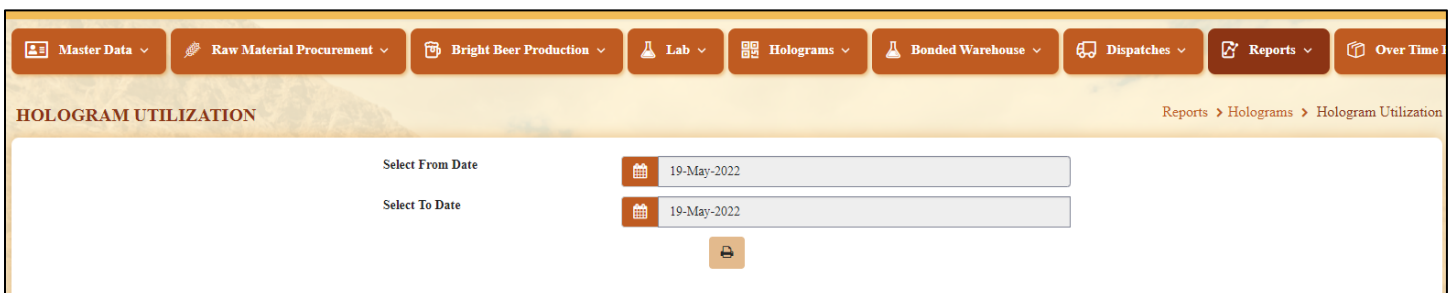 Master Data Raw Material Procurement Bright Beer Production Lab Holograms Bonded Warehouse Dispatches Reports Over Time
HOLOGRAM UTILIZATION Reports > Holograms > Hologram Utilization
Select From Date 19-May-2022
Select To Date 19-May-2022